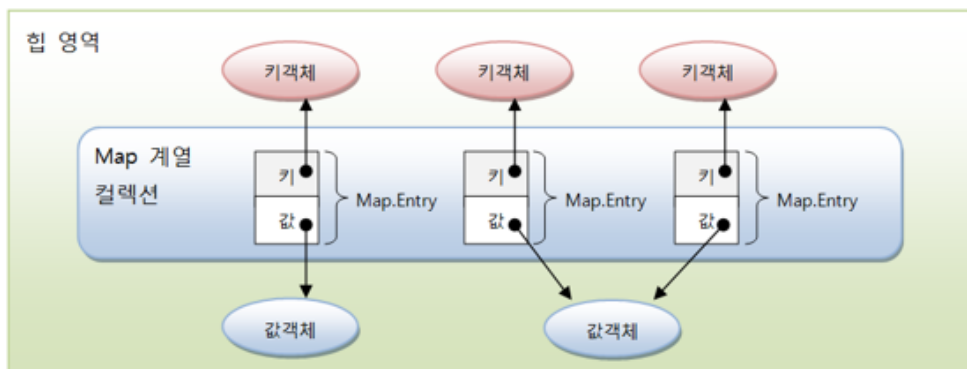 힙 영역
키객체 키객체 키객체
Map 계열
컬렉션
키 키 키
Map.Entry Map.Entry Map.Entry
값 값 값
값객체 값객체